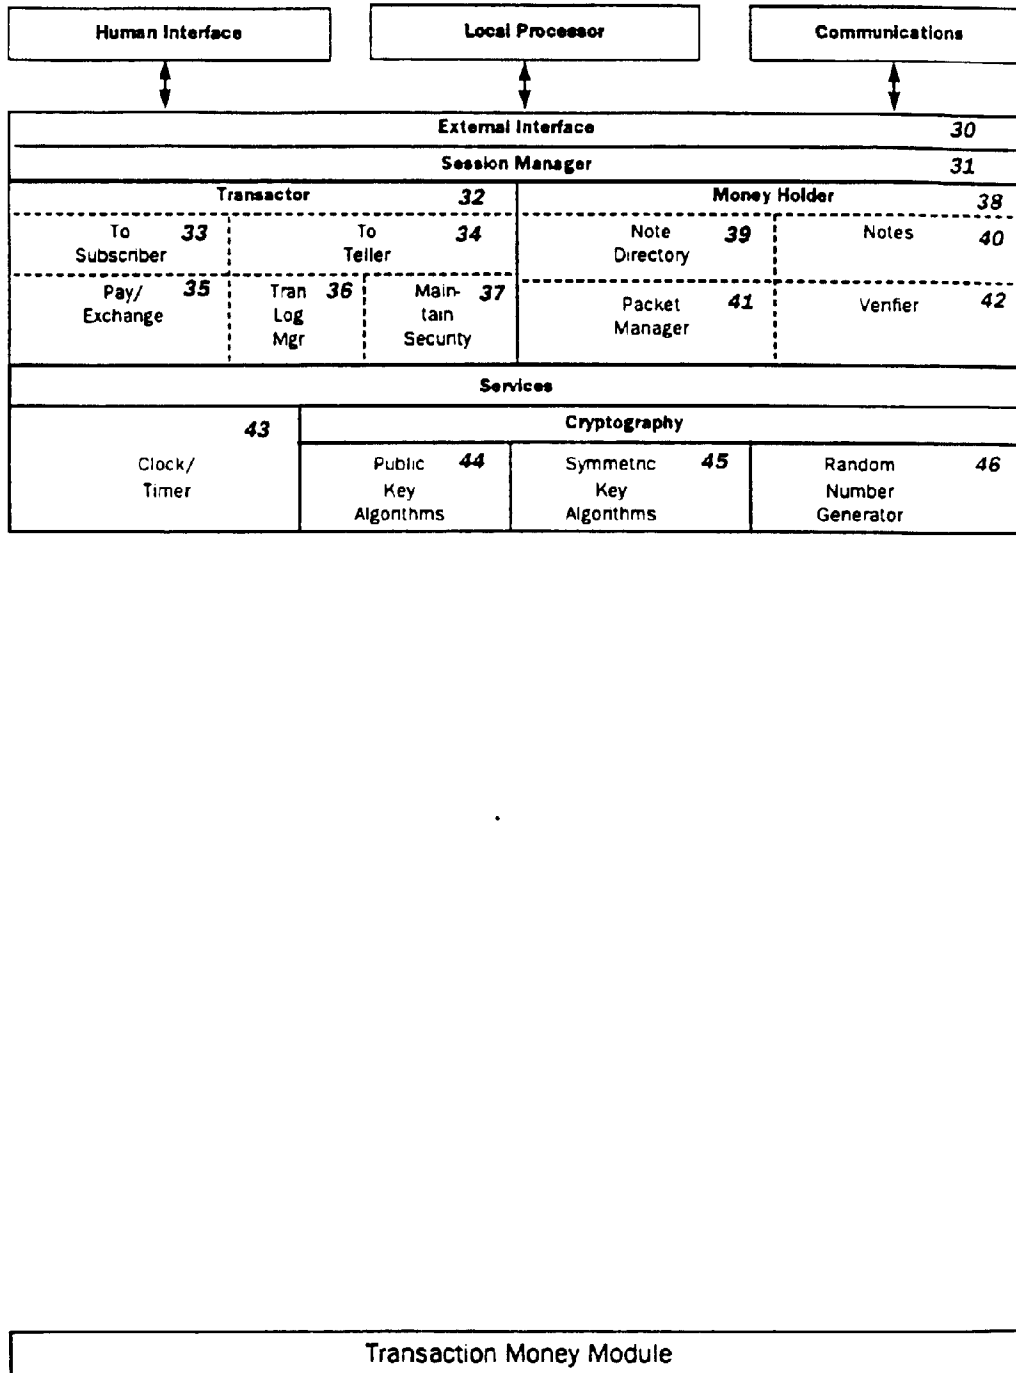 Human Interface
Local Processor
Communications
External Interface 30
Session Manager 31
Transactor 32
Money Holder 38
To 33
Subscriber
To 34
Teller
Note 39
Directory
Notes 40
Pay/ 35
Exchange
Tran 36
Log
Mgr
Main- 37
tain
Security
Packet 41
Manager
Verifier 42
Services
43
Clock/
Timer
Cryptography
Public 44
Key
Algorithms
Symmetric 45
Key
Algorithms
Random 46
Number
Generator
Transaction Money Module